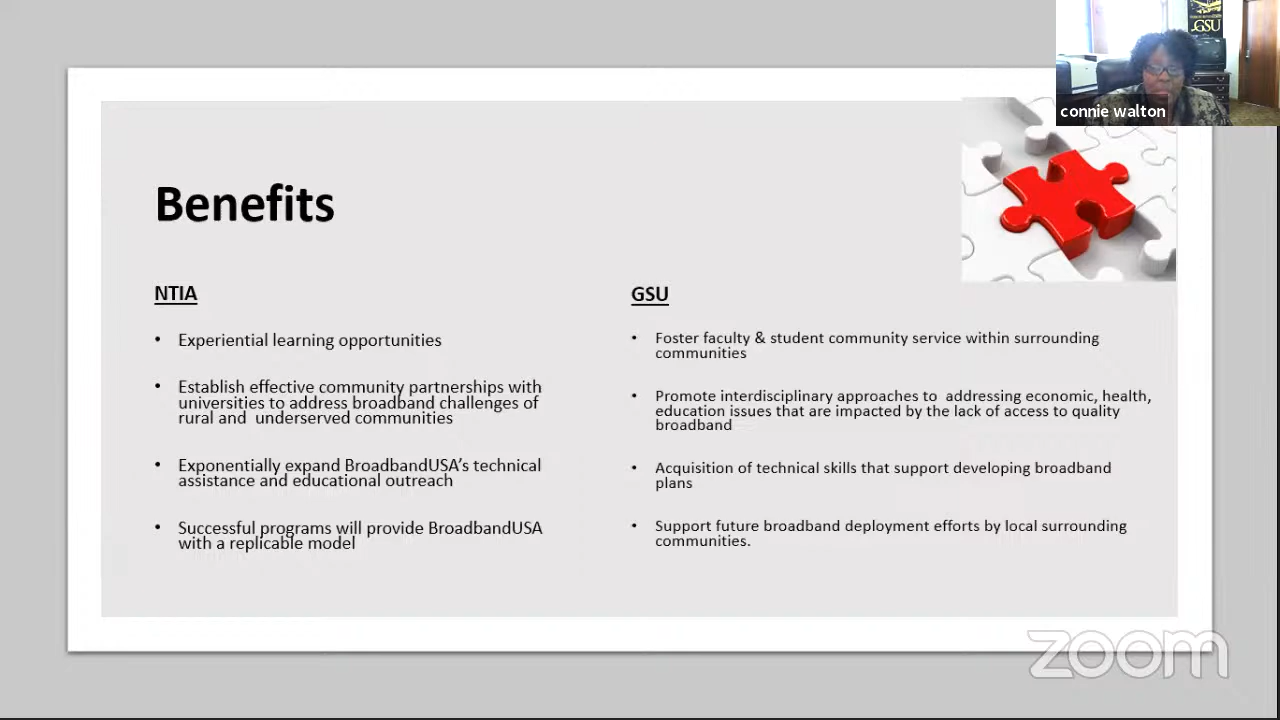 GSU
connie walton
Benefits
NTIA
• Experiential learning opportunities
• Establish effective community partnerships with
universities to address broadband challenges of
rural and underserved communities
• Exponentially expand BroadbandUSA's technical
assistance and educational outreach
• Successful programs will provide BroadbandUSA
with a replicable model
GSU
• Foster faculty & student community service within surrounding
communities
• Promote interdisciplinary approaches to addressing economic, health,
education issues that are impacted by the lack of access to quality
broadband
• Acquisition of technical skills that support developing broadband
plans
• Support future broadband deployment efforts by local surrounding
communities.
zoom